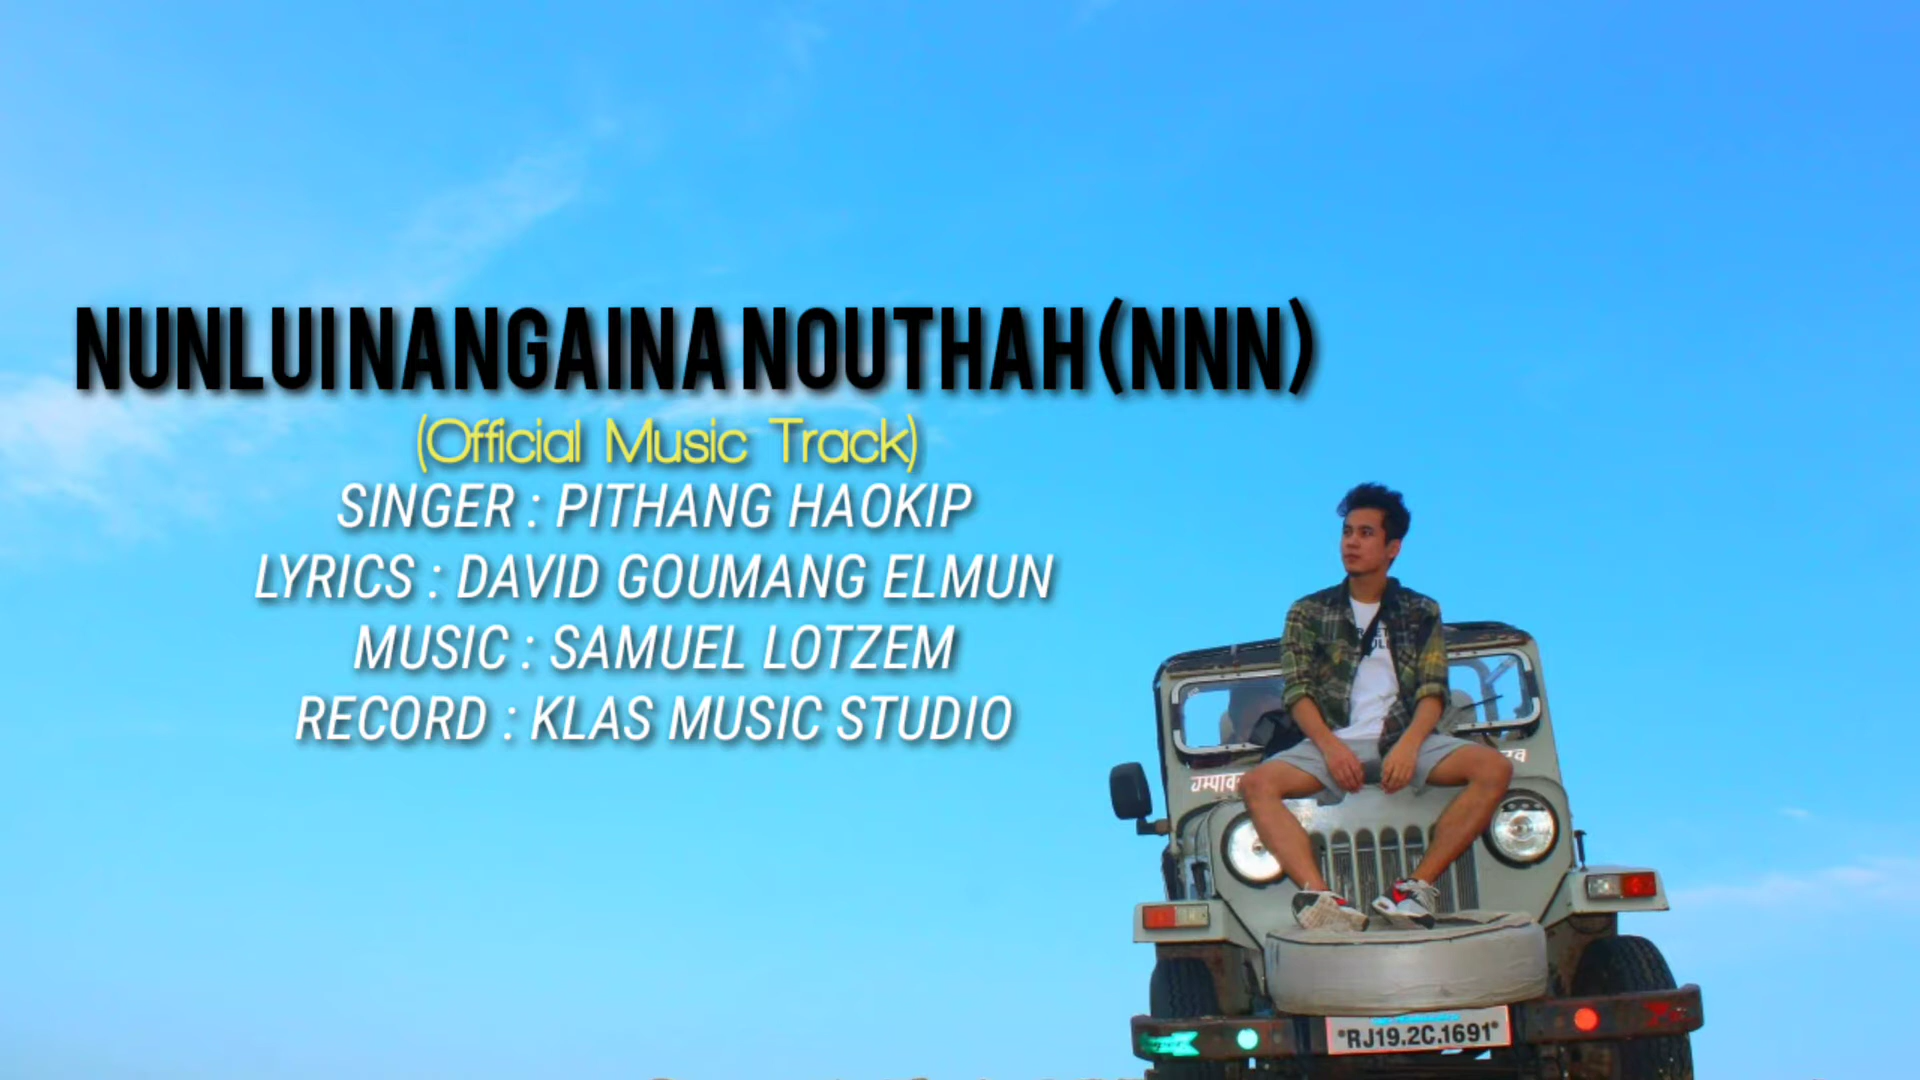 NUNLUI NANGAINA NOUTHAH (NNN)
(Official Music Track)
SINGER : PITHANG HAOKIP
LYRICS : DAVID GOUMANG ELMUN
MUSIC : SAMUEL LOTZEM
RECORD : KLAS MUSIC STUDIO
"RJ19.2C.1691"